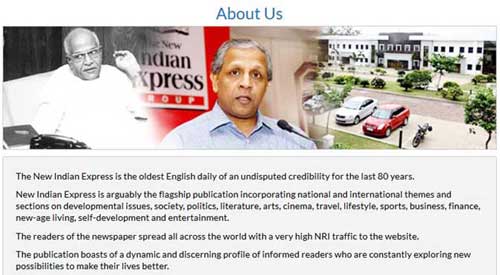 About Us
The New
Indian
Express
GROUP
The New Indian Express is the oldest English daily of an undisputed credibility for the last 80 years.
New Indian Express is arguably the flagship publication incorporating national and international themes and
sections on developmental issues, society, politics, literature, arts, cinema, travel, lifestyle, sports, business, finance,
new-age living, self-development and entertainment.
The readers of the newspaper spread all across the world with a very high NRI traffic to the website.
The publication boasts of a dynamic and discerning profile of informed readers who are constantly exploring new
possibilities to make their lives better.